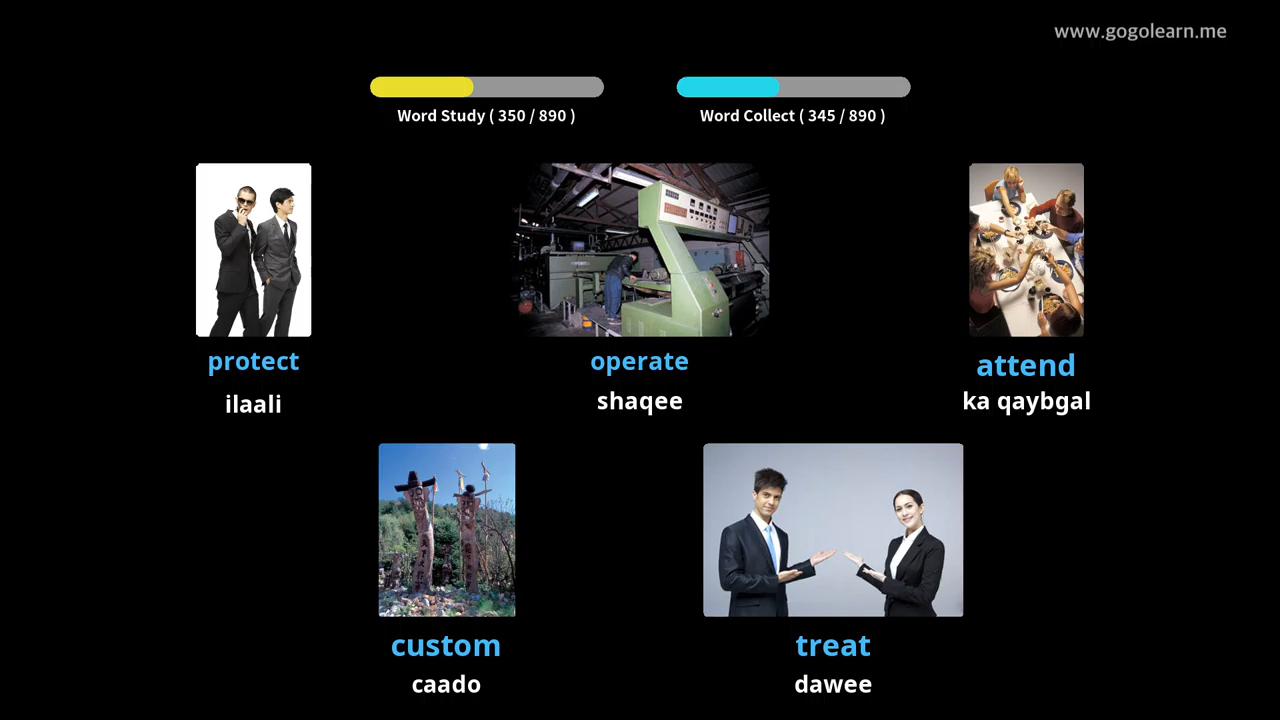 www.gogolearn.me
Word Study ( 350 / 890 )
Word Collect ( 345 / 890 )
protect
operate
attend
ilaali
shaqee
ka qaybgal
custom
treat
caado
dawee